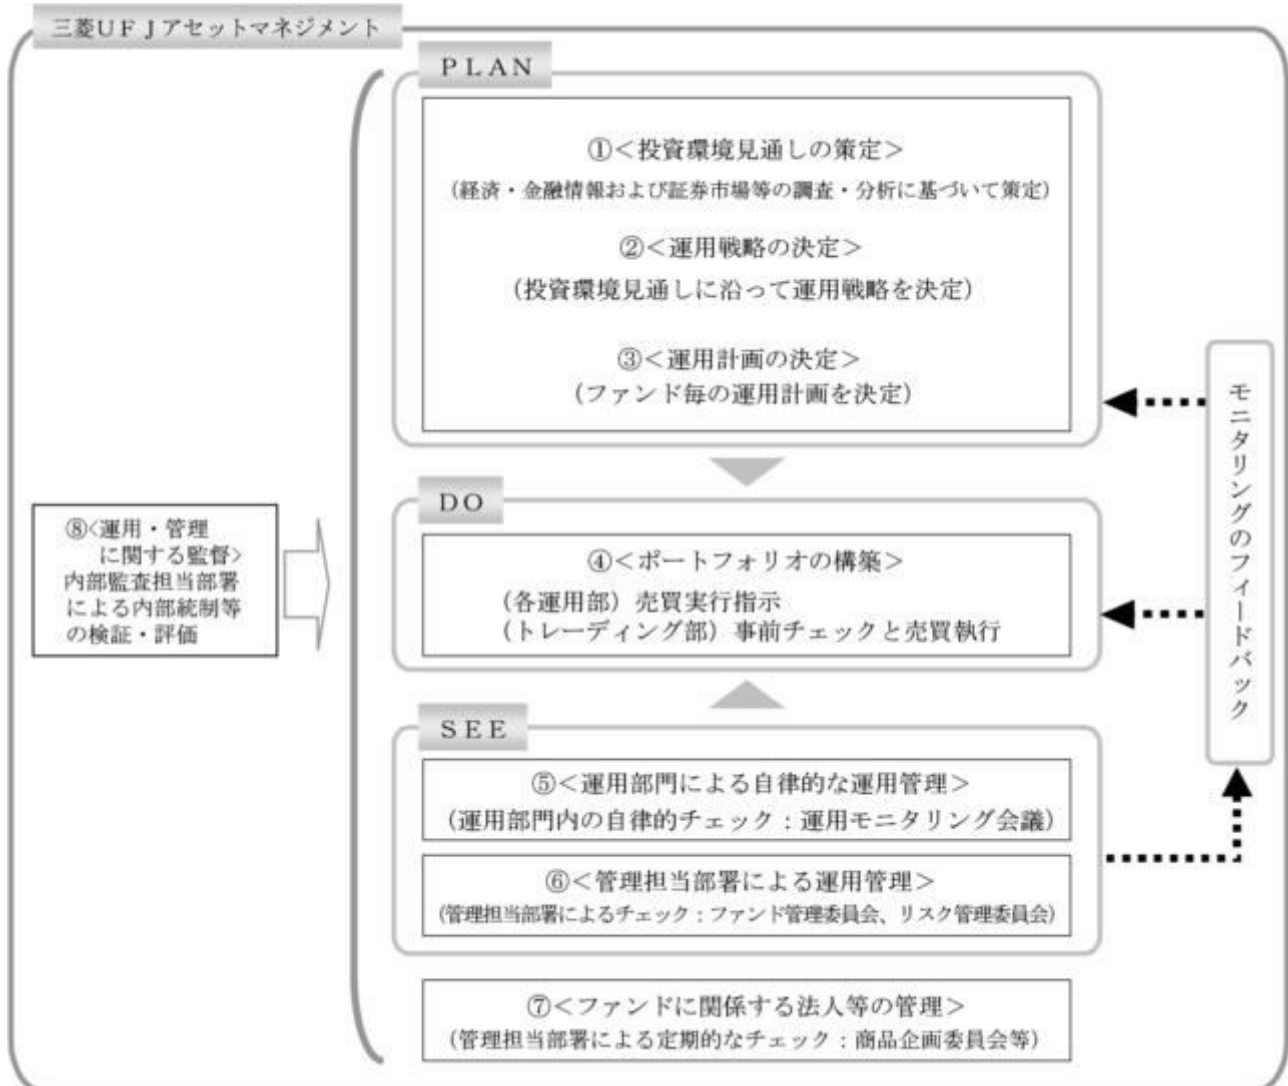 三菱ＵＦＪアセットマネジメント
ＰＬＡＮ
①＜投資環境見通しの策定＞
（経済・金融情報および証券市場等の調査・分析に基づいて策定）
②＜運用戦略の決定＞
（投資環境見通しに沿って運用戦略を決定）
③＜運用計画の決定＞
（ファンド毎の運用計画を決定）
ＤＯ
④＜ポートフォリオの構築＞
（各運用部）売買実行指示
（トレーディング部）事前チェックと売買執行
ＳＥＥ
⑤＜運用部門による自律的な運用管理＞
（運用部門内の自律的チェック：運用モニタリング会議）
⑥＜管理担当部署による運用管理＞
（管理担当部署によるチェック：ファンド管理委員会、リスク管理委員会）
⑦＜ファンドに関係する法人等の管理＞
（管理担当部署による定期的なチェック：商品企画委員会等）
⑧<運用・管理
に関する監督>
内部監査担当部署
による内部統制等
の検証・評価
モニタリングのフィードバック